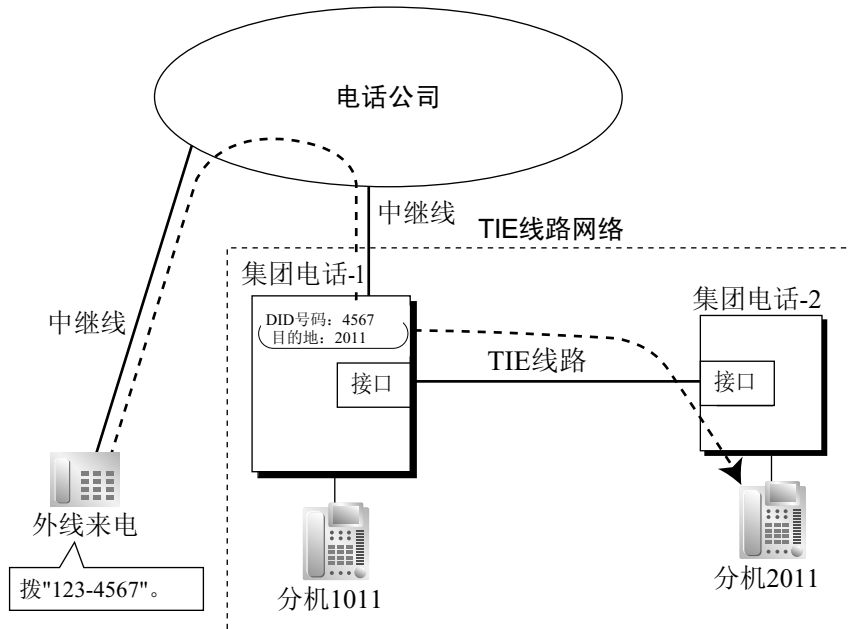 电话公司
中继线
TIE线路网络
集团电话-1
集团电话-2
中继线
DID号码：4567
目的地：2011
TIE线路
接口
接口
外线来电
拨"123-4567"。
分机1011
分机2011